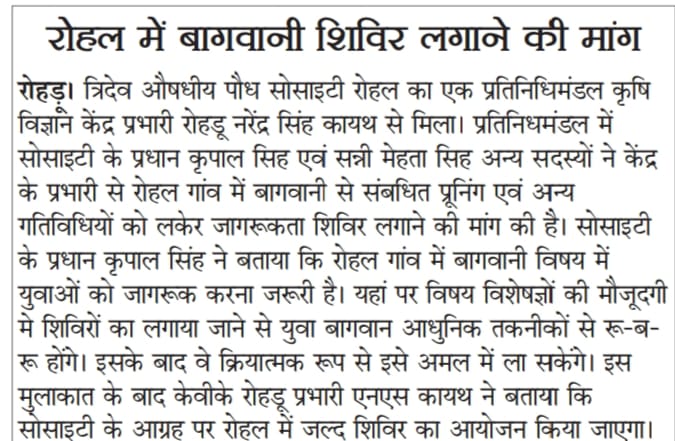 रोहल में बागवानी शिविर लगाने की मांग
रोहड़ू। त्रिदेव औषधीय पौध सोसाइटी रोहल का एक प्रतिनिधिमंडल कृषि
विज्ञान केंद्र प्रभारी रोहडू नरेंद्र सिंह कायथ से मिला। प्रतिनिधमंडल में
सोसाइटी के प्रधान कृपाल सिह एवं सन्नी मेहता सिह अन्य सदस्यों ने केंद्र
के प्रभारी से रोहल गांव में बागवानी से संबधित प्रूनिंग एवं अन्य
गतिविधियों को लकेर जागरूकता शिविर लगाने की मांग की है। सोसाइटी
के प्रधान कृपाल सिंह ने बताया कि रोहल गांव में बागवानी विषय में
युवाओं को जागरूक करना जरूरी है। यहां पर विषय विशेषज्ञों की मौजूदगी
मे शिविरों का लगाया जाने से युवा बागवान आधुनिक तकनीकों से रू-ब-
रू होंगे। इसके बाद वे क्रियात्मक रूप से इसे अमल में ला सकेंगे। इस
मुलाकात के बाद केवीके रोहडू प्रभारी एनएस कायथ ने बताया कि
सोसाइटी के आग्रह पर रोहल में जल्द शिविर का आयोजन किया जाएगा।